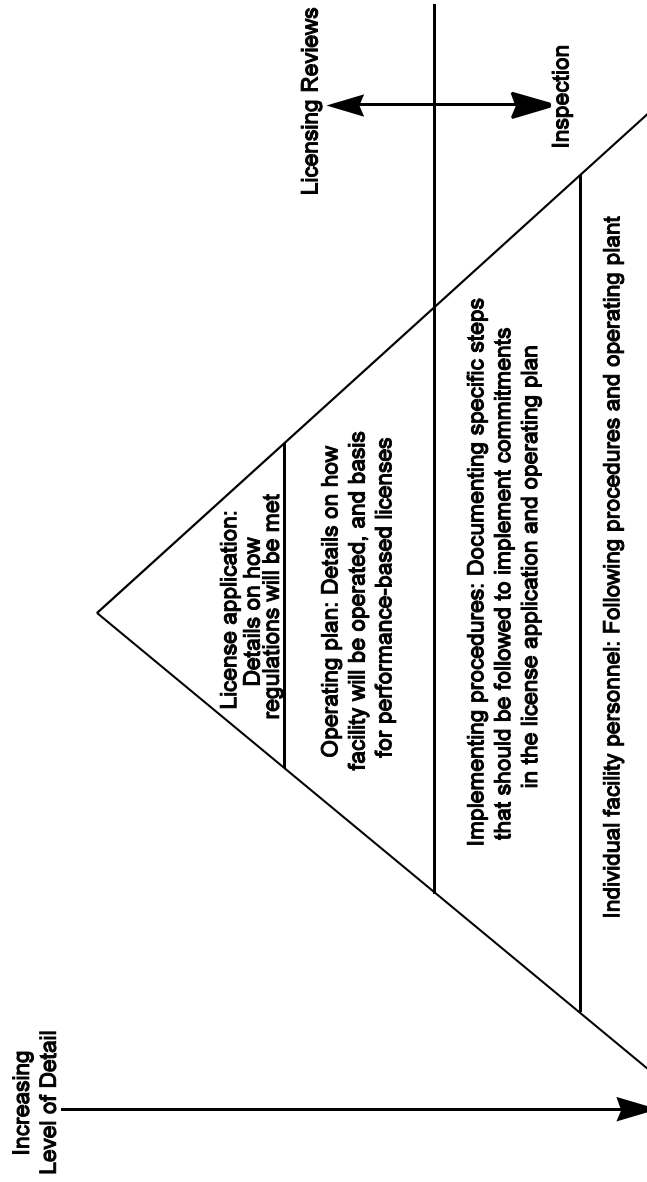 Increasing
Level of Detail
License application:
Details on how
regulations will be met
Operating plan: Details on how
facility will be operated, and basis
for performance-based licenses
Implementing procedures: Documenting specific steps
that should be followed to implement commitments
in the license application and operating plan
Individual facility personnel: Following procedures and operating plant
Licensing Reviews
Inspection